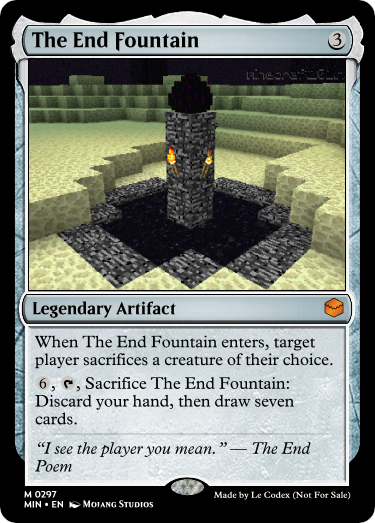 The End Fountain 3
Legendary Artifact
When The End Fountain enters, target
player sacrifices a creature of their choice.
6, , Sacrifice The End Fountain:
Discard your hand, then draw seven
cards.
“I see the player you mean.” — The End
Poem
M 0297
MIN • EN Mojang Studios
Made by Le Codex (Not For Sale)